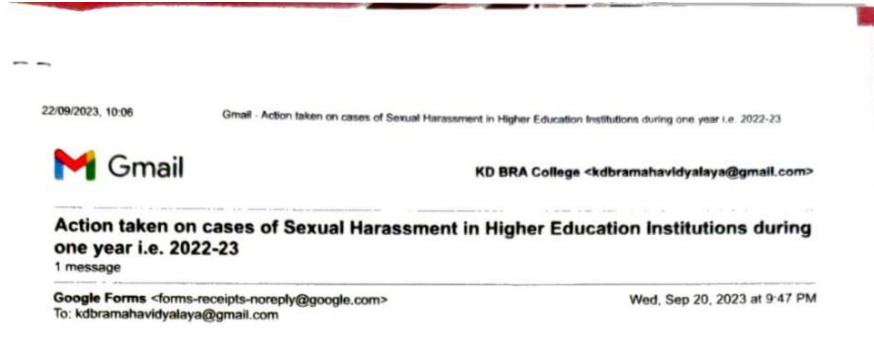 22/09/2023, 10:06 Gmail - Action taken on cases of Sexual Harassment in Higher Education Institutions during one year i.e. 2022-23
Gmail KD BRA College <kdbramahavidyalaya@gmail.com>
Action taken on cases of Sexual Harassment in Higher Education Institutions during
one year i.e. 2022-23
1 message
Google Forms <forms-receipts-noreply@google.com> Wed, Sep 20, 2023 at 9:47 PM
To: kdbramahavidyalaya@gmail.com